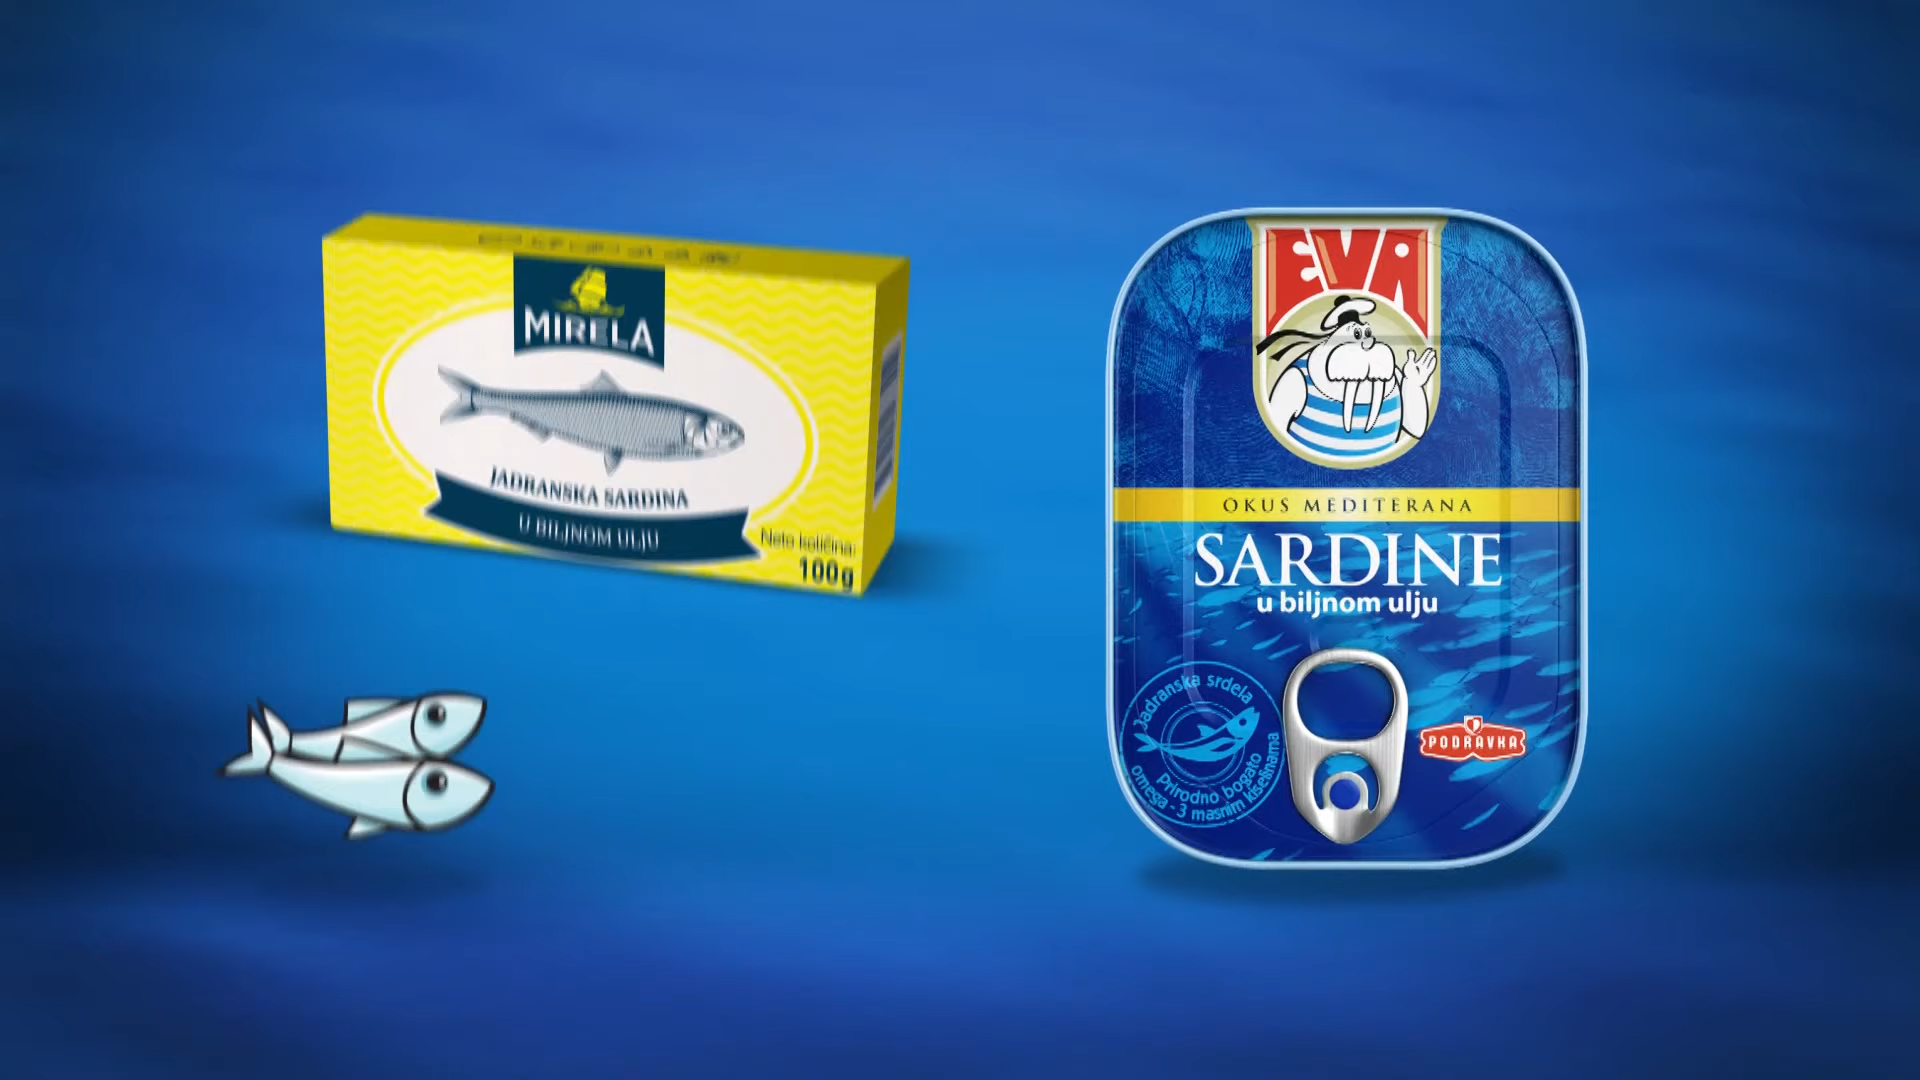 MIRELA
JADRANSKA SARDINA
U BILJNOM ULJU
Neto količina:
100g
EVA
OKUS MEDITERANA
SARDINE
u biljnom ulju
Jadranska srdela
Prirodno bogato
omega - 3 masnim kiselinama
PODRAVKA